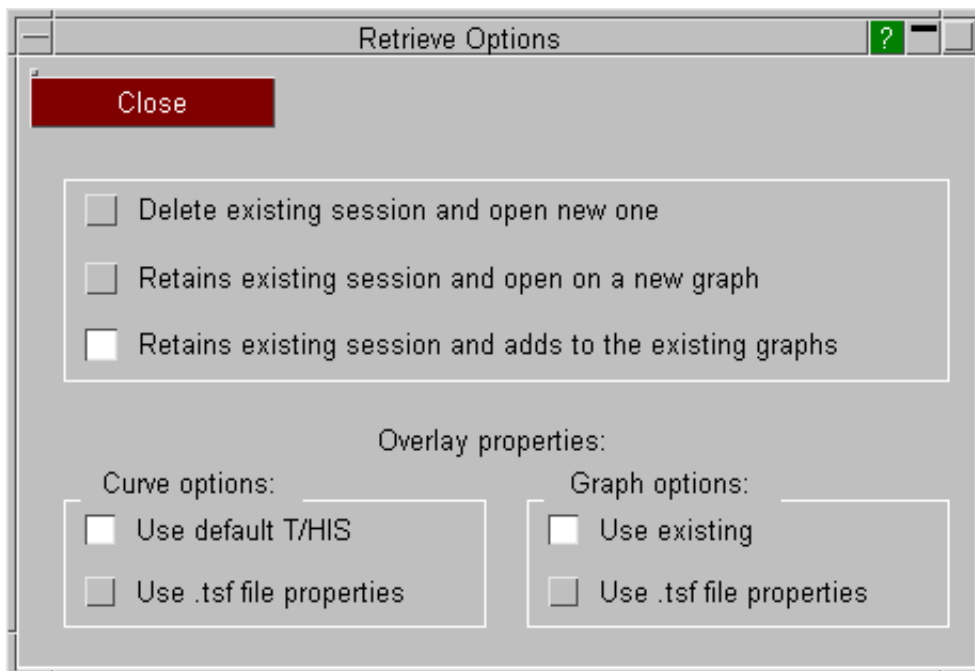 Retrieve Options ?
Close
Delete existing session and open new one
Retains existing session and open on a new graph
Retains existing session and adds to the existing graphs
Overlay properties:
Curve options:
Use default T/HIS
Use .tsf file properties
Graph options:
Use existing
Use .tsf file properties